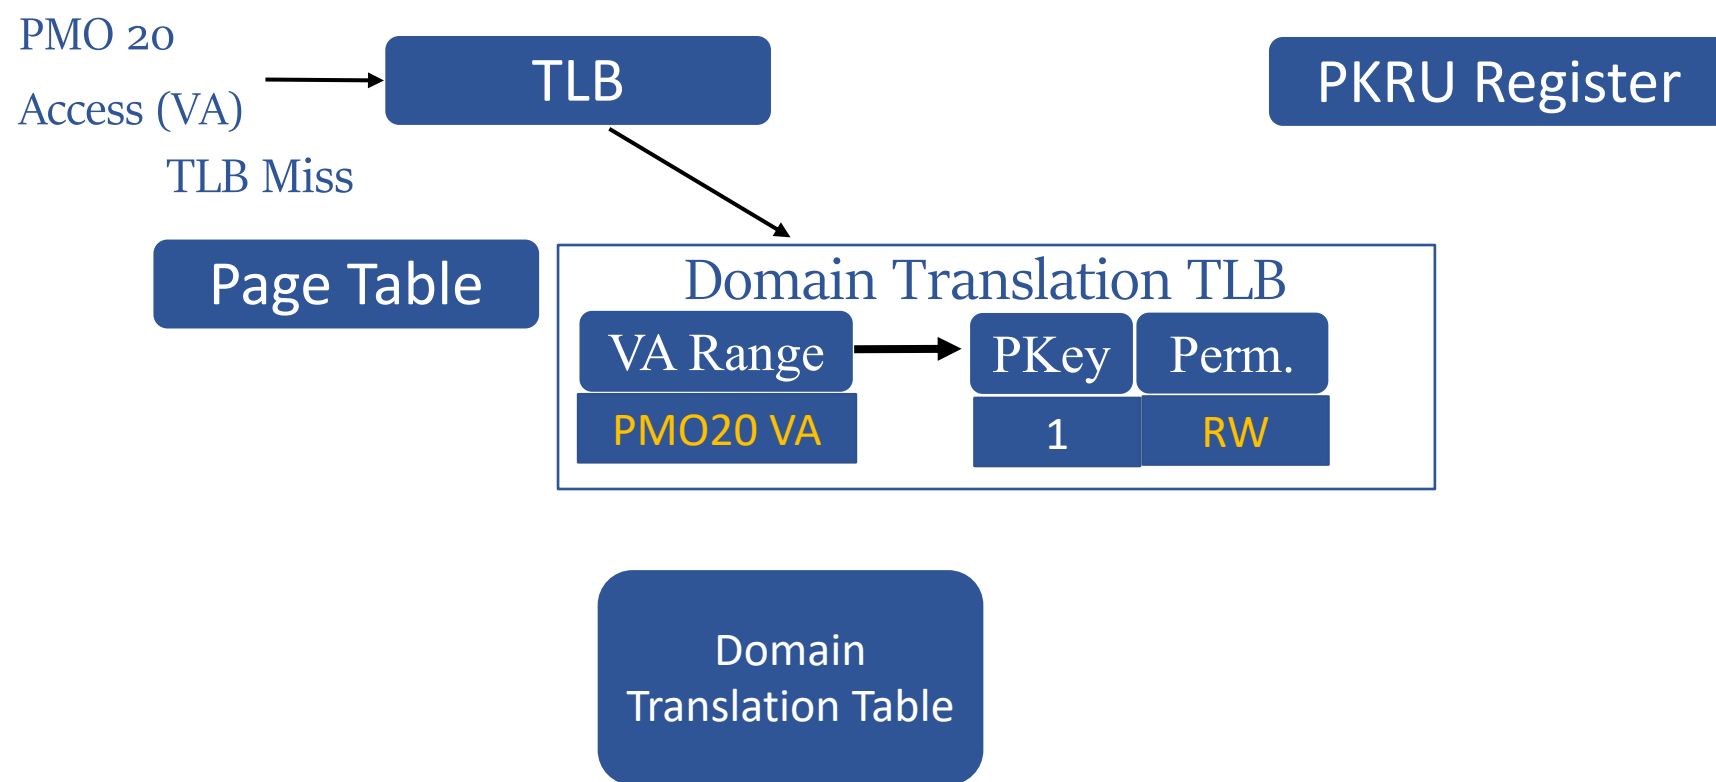 PMO 20
Access (VA)
TLB
PKRU Register
TLB Miss
Page Table
Domain Translation TLB
VA Range
PKey
Perm.
PMO20 VA
1
RW
Domain
Translation Table